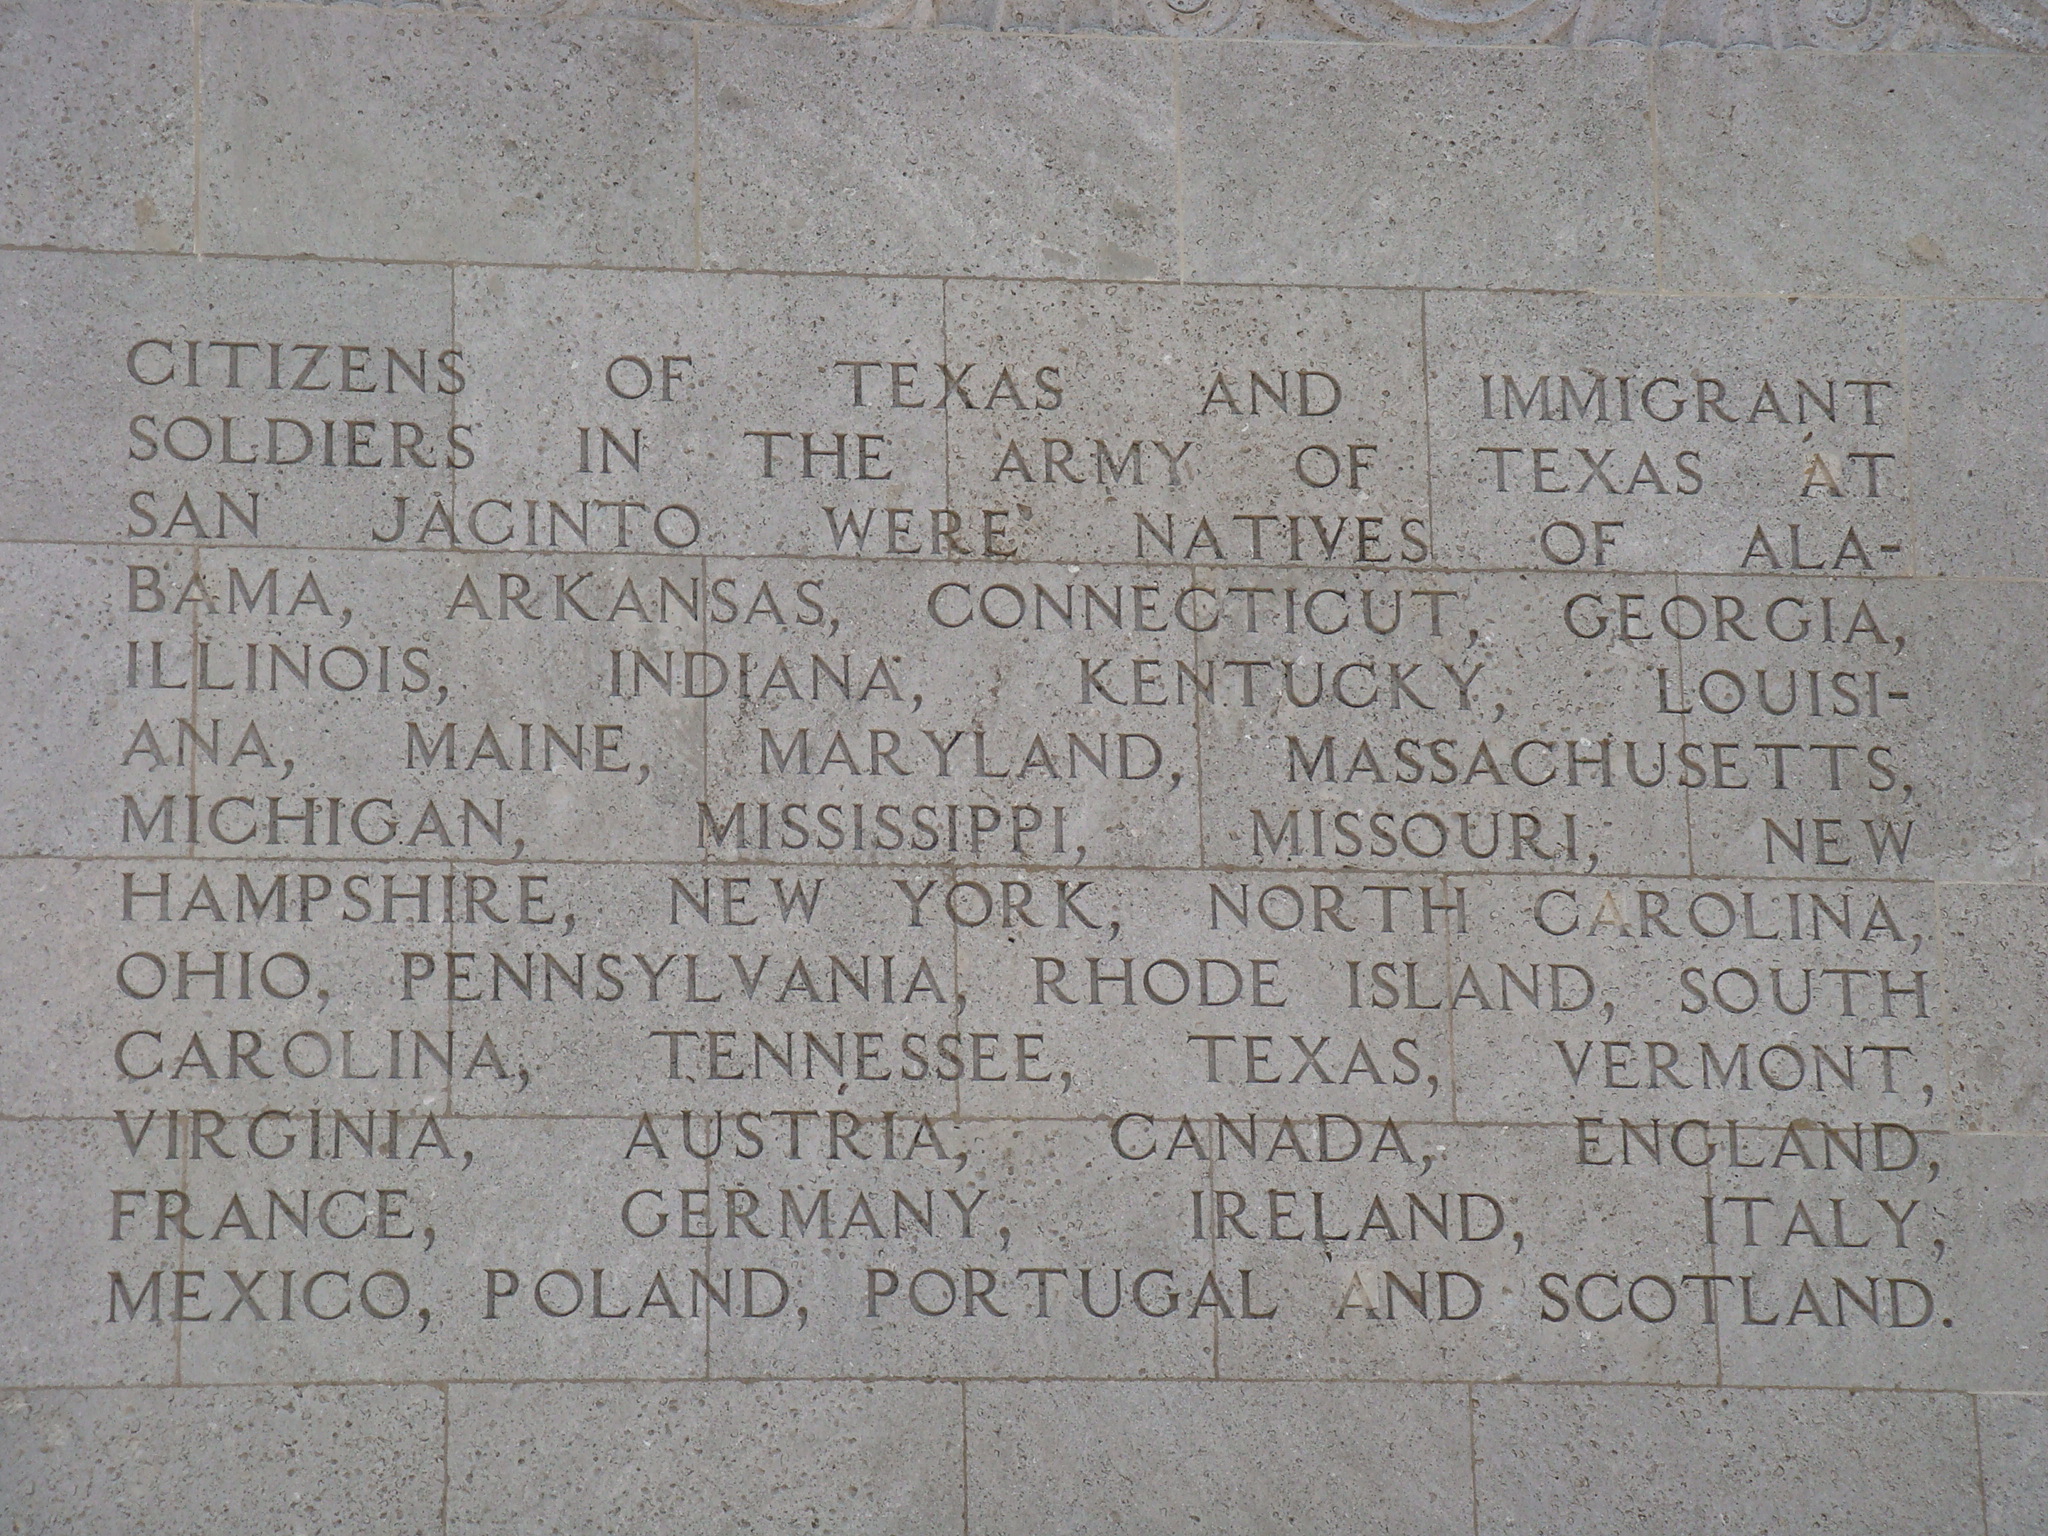 CITIZENS OF TEXAS AND IMMIGRANT
SOLDIERS IN THE ARMY OF TEXAS AT
SAN JACINTO WERE NATIVES OF ALA-
BAMA, ARKANSAS, CONNECTICUT, GEORGIA,
ILLINOIS, INDIANA, KENTUCKY, LOUISI-
ANA, MAINE, MARYLAND, MASSACHUSETTS,
MICHIGAN, MISSISSIPPI, MISSOURI, NEW
HAMPSHIRE, NEW YORK, NORTH CAROLINA,
OHIO, PENNSYLVANIA, RHODE ISLAND, SOUTH
CAROLINA, TENNESSEE, TEXAS, VERMONT,
VIRGINIA, AUSTRIA, CANADA, ENGLAND,
FRANCE, GERMANY, IRELAND, ITALY,
MEXICO, POLAND, PORTUGAL AND SCOTLAND.